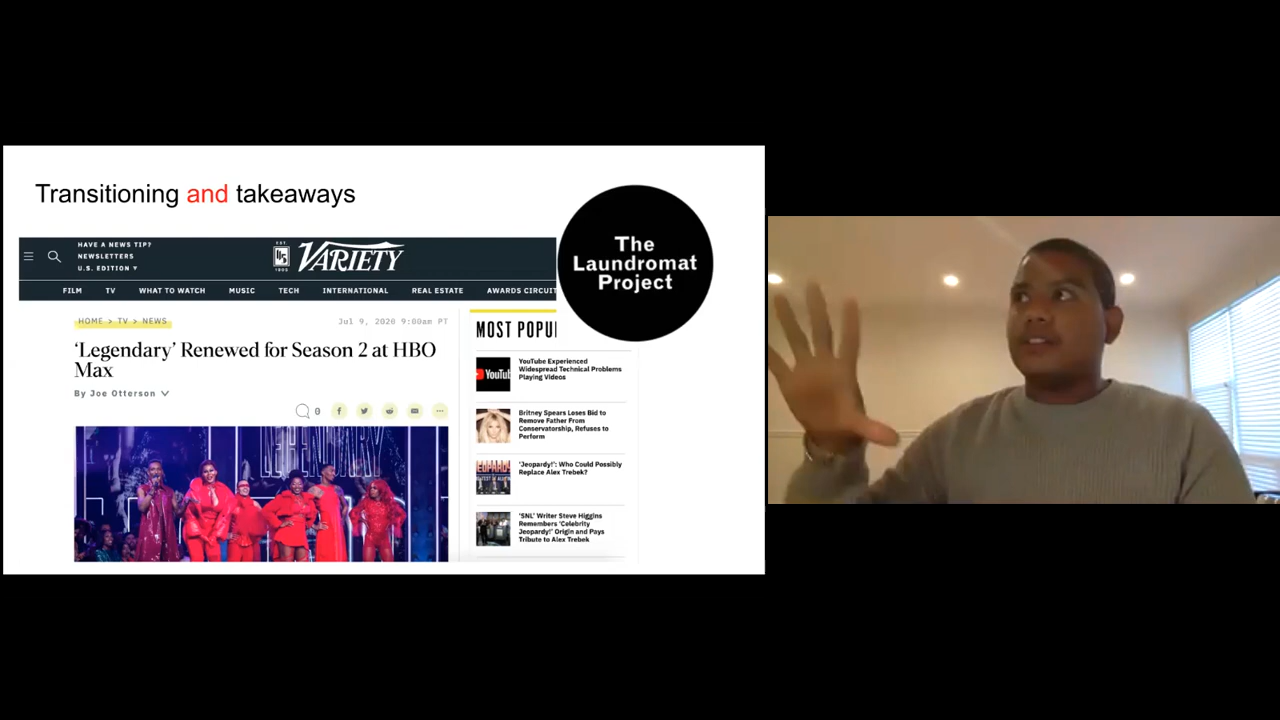 Transitioning and takeaways
HAVE A NEWS TIP?
NEWSLETTERS
U.S. EDITION
EST
1905
VARIETY
The
Laundromat
Project
FILM TV WHAT TO WATCH MUSIC TECH INTERNATIONAL REAL ESTATE AWARDS CIRCUIT
HOME > TV > NEWS
Jul 9, 2020 9:00am PT
'Legendary' Renewed for Season 2 at HBO
Max
By Joe Otterson
0
LEGENDARY
MOST POPU
YouTube Experienced
Widespread Technical Problems
Playing Videos
YouTub
Britney Spears Loses Bid to
Remove Father From
Conservatorship, Refuses to
Perform
'Jeopardy!': Who Could Possibly
Replace Alex Trebek?
'SNL' Writer Steve Higgins
Remembers 'Celebrity
Jeopardy!' Origin and Pays
Tribute to Alex Trebek